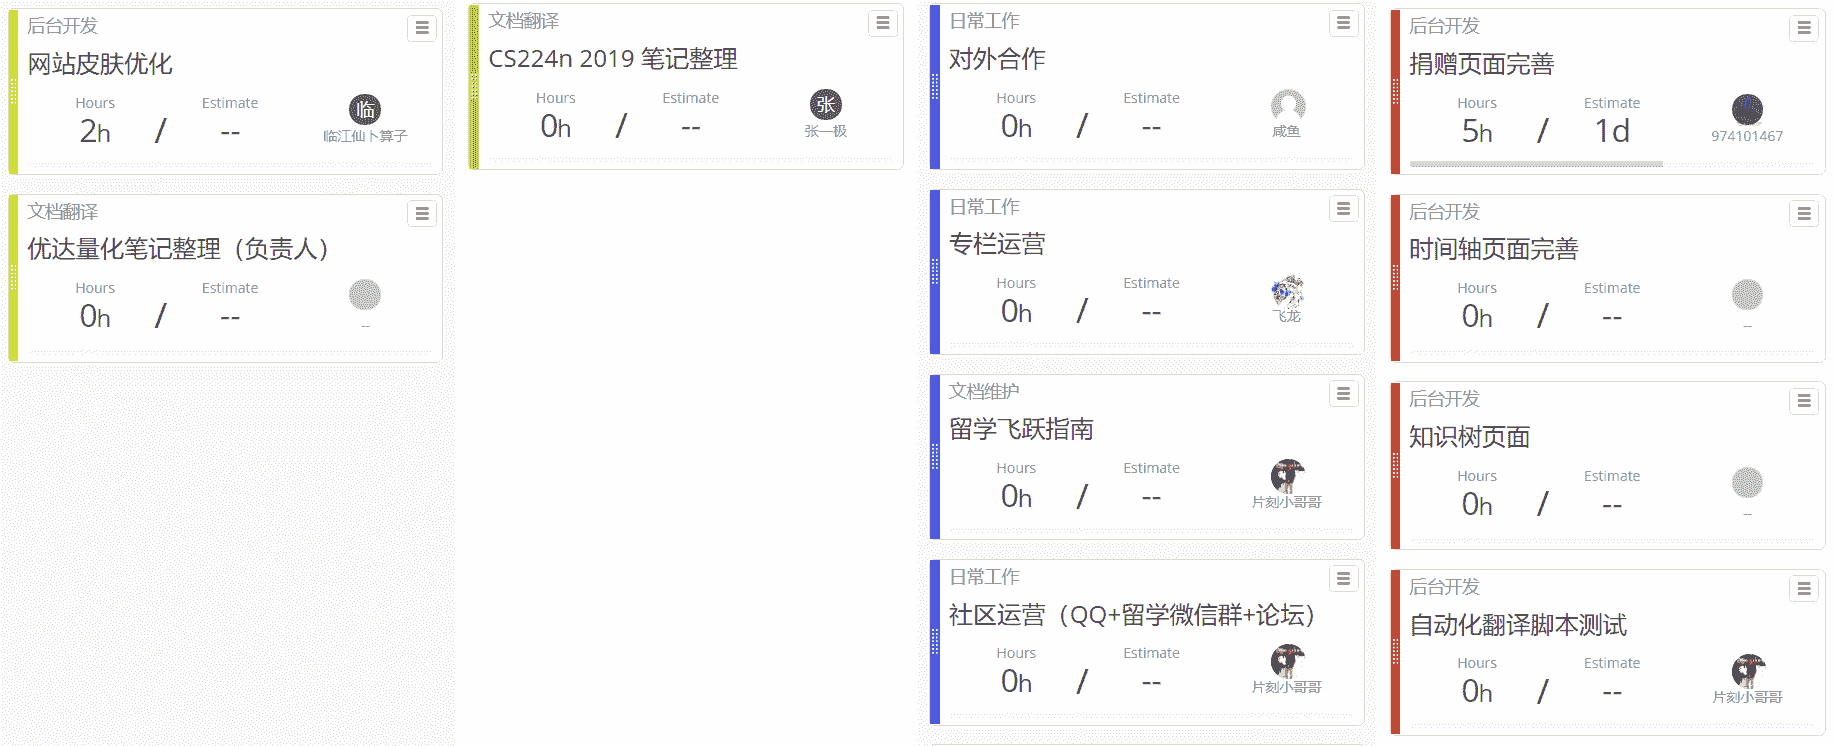 后台开发
网站皮肤优化
Hours
Estimate
2h / --
临
临江仙卜算子
文档翻译
优达量化笔记整理（负责人）
Hours
Estimate
0h / --
--
文档翻译
CS224n 2019 笔记整理
Hours
Estimate
0h / --
张
张一极
日常工作
对外合作
Hours
Estimate
0h / --
咸鱼
日常工作
专栏运营
Hours
Estimate
0h / --
飞龙
文档维护
留学飞跃指南
Hours
Estimate
0h / --
片刻小哥哥
日常工作
社区运营（QQ+留学微信群+论坛）
Hours
Estimate
0h / --
片刻小哥哥
后台开发
捐赠页面完善
Hours
Estimate
5h / 1d
974101467
后台开发
时间轴页面完善
Hours
Estimate
0h / --
--
后台开发
知识树页面
Hours
Estimate
0h / --
--
后台开发
自动化翻译脚本测试
Hours
Estimate
0h / --
片刻小哥哥